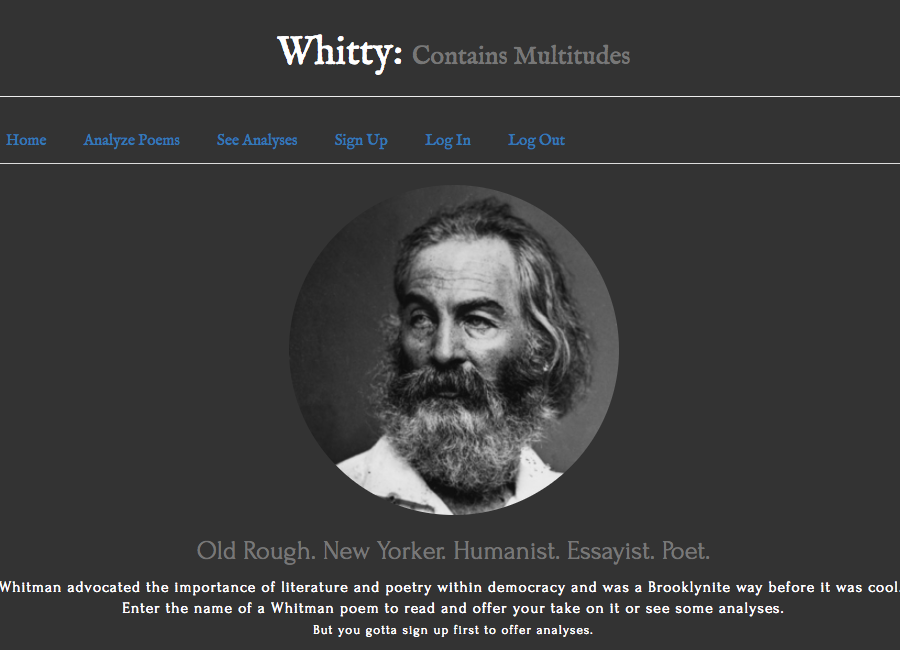 Whitty: Contains Multitudes
Home Analyze Poems See Analyses Sign Up Log In Log Out
Old Rough. New Yorker. Humanist. Essayist. Poet.
Whitman advocated the importance of literature and poetry within democracy and was a Brooklynite way before it was cool.
Enter the name of a Whitman poem to read and offer your take on it or see some analyses.
But you gotta sign up first to offer analyses.